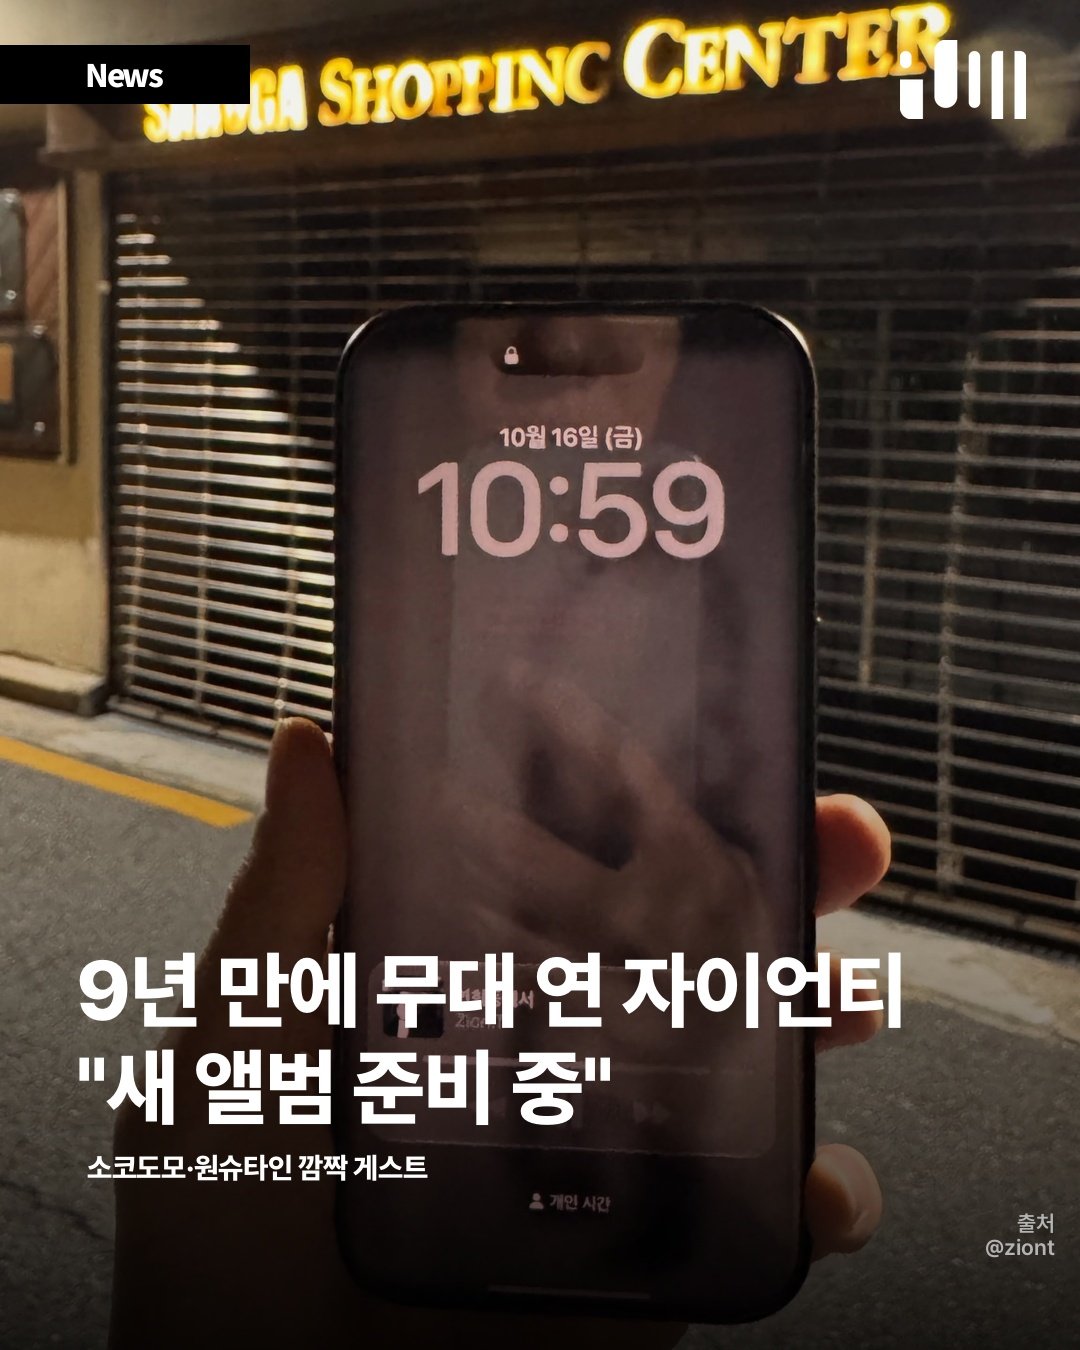 News
SHOPPING CENTER
10월 16일 (금)
10:59
9년 만에 무대 연 자이언티
"새 앨범 준비 중"
소코도모·원슈타인 깜짝 게스트
개인 시간
출처
@ziont